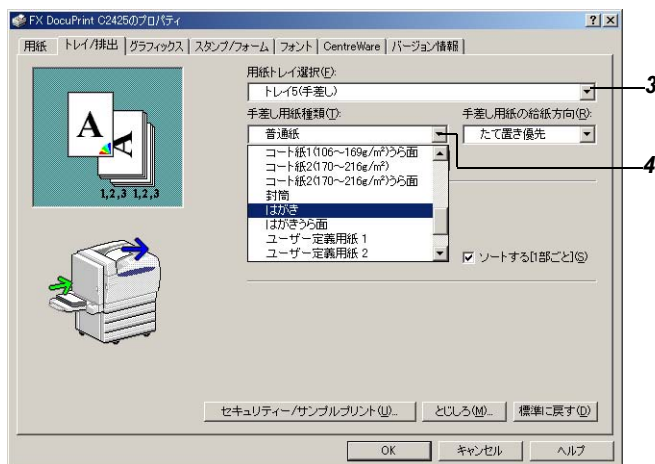 FX DocuPrint C2425のプロパティ
用紙 トレイ/排出 グラフィックス スタンプ/フォーム フォント CentreWare バージョン情報
用紙トレイ選択(F):
トレイ5(手差し)
3
手差し用紙種類(T): 手差し用紙の給紙方向(R):
普通紙 たて置き優先
4
コート紙1(106～169g/m²)うら面
コート紙2(170～216g/m²)
コート紙2(170～216g/m²)うら面
封筒
はがき
はがきうら面
ユーザー定義用紙 1
ユーザー定義用紙 2
ソートする[1部ごと](S)
A A
1,2,3 1,2,3
セキュリティー/サンプルプリント(U)... とじしろ(M)... 標準に戻す(D)
OK キャンセル ヘルプ